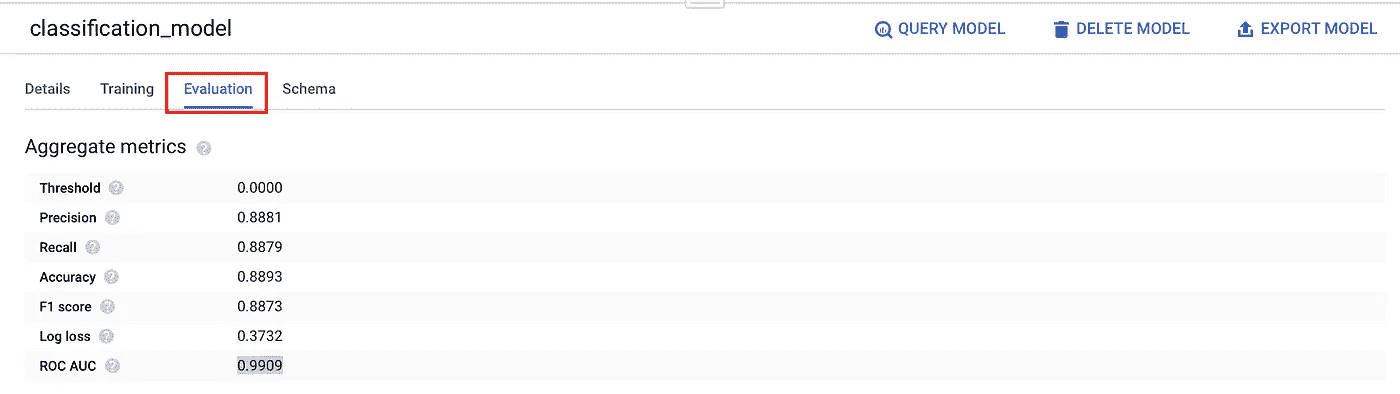 classification_model QUERY MODEL DELETE MODEL EXPORT MODEL
Details Training Evaluation Schema
Aggregate metrics ?
Threshold ? 0.0000
Precision ? 0.8881
Recall ? 0.8879
Accuracy ? 0.8893
F1 score ? 0.8873
Log loss ? 0.3732
ROC AUC ? 0.9909